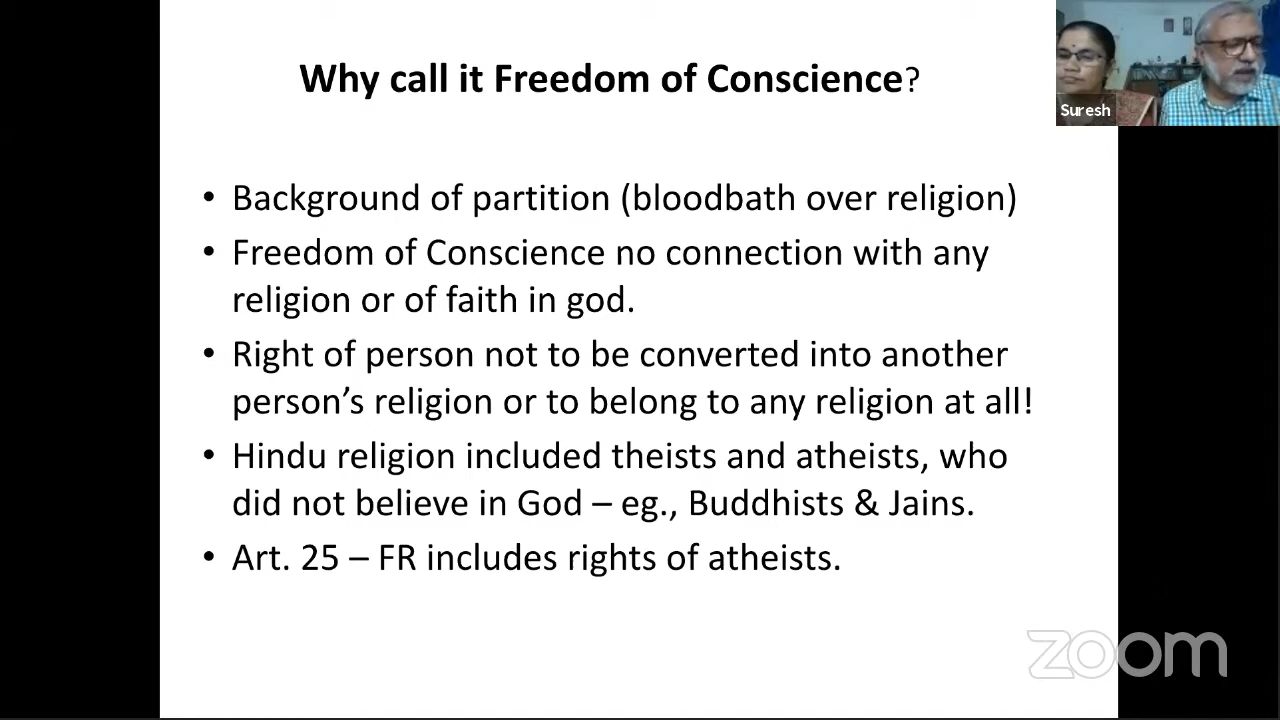 Why call it Freedom of Conscience?
Suresh
• Background of partition (bloodbath over religion)
• Freedom of Conscience no connection with any
religion or of faith in god.
• Right of person not to be converted into another
person’s religion or to belong to any religion at all!
• Hindu religion included theists and atheists, who
did not believe in God – eg., Buddhists & Jains.
• Art. 25 – FR includes rights of atheists.
zoom